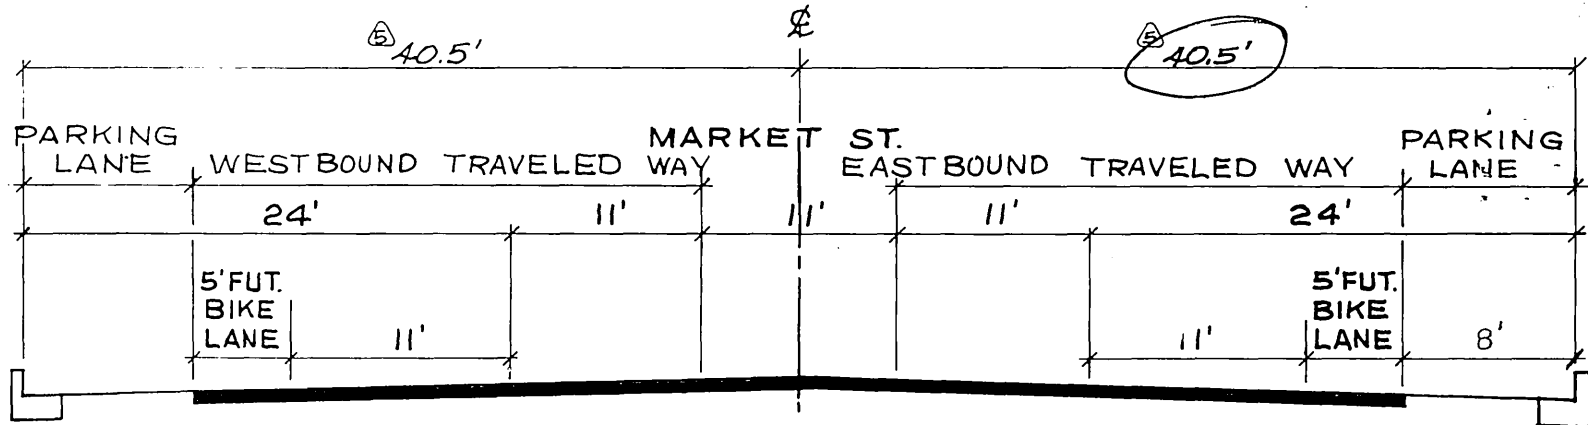 ℄
5 40.5'
5 40.5'
MARKET ST.
PARKING LANE
WESTBOUND TRAVELED WAY
EASTBOUND TRAVELED WAY
PARKING LANE
24' 11' 11' 11' 24'
5' FUT.
BIKE
LANE
11'
11'
5' FUT.
BIKE
LANE
8'